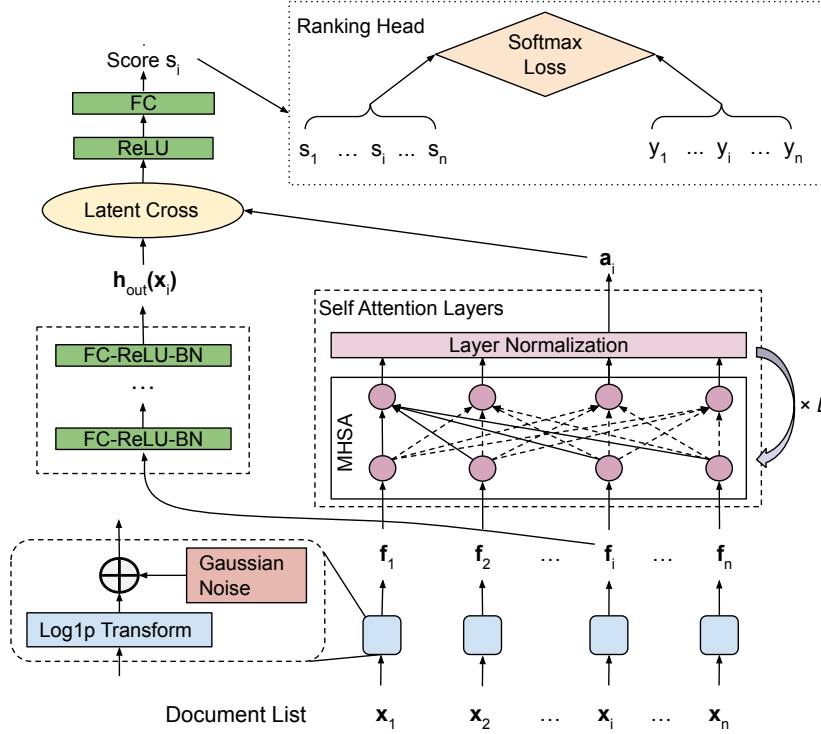 Ranking Head
Softmax
Loss
Score s_i
FC
ReLU
s_1 … s_i ... s_n
y_1 ... y_i ... y_n
Latent Cross
a_i
h_out(x_i)
Self Attention Layers
Layer Normalization
FC-ReLU-BN
...
FC-ReLU-BN
MHSA
×
f_1 f_2 ... f_i ... f_n
Gaussian
Noise
Log1p Transform
Document List x_1 x_2 ... x_i ... x_n